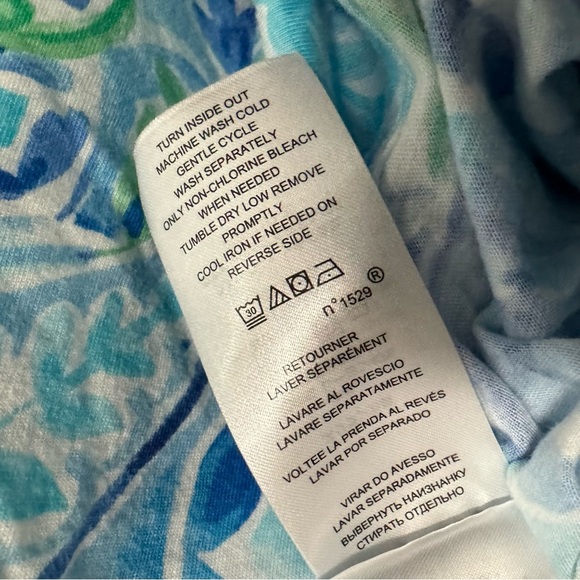 TURN INSIDE OUT
MACHINE WASH COLD
GENTLE CYCLE
WASH SEPARATELY
ONLY NON-CHLORINE BLEACH
WHEN NEEDED
TUMBLE DRY LOW REMOVE
PROMPTLY
COOL IRON IF NEEDED ON
REVERSE SIDE
30
n°1529®
RETOURNER
LAVER SÉPARÉMENT
LAVARE AL ROVESCIO
LAVARE SEPARATAMENTE
VOLTEE LA PRENDA AL REVÉS
LAVAR POR SEPARADO
VIRAR DO AVESSO
LAVAR SEPARADAMENTE
ВЫВЕРНУТЬ НАИЗНАНКУ
СТИРАТЬ ОТДЕЛЬНО